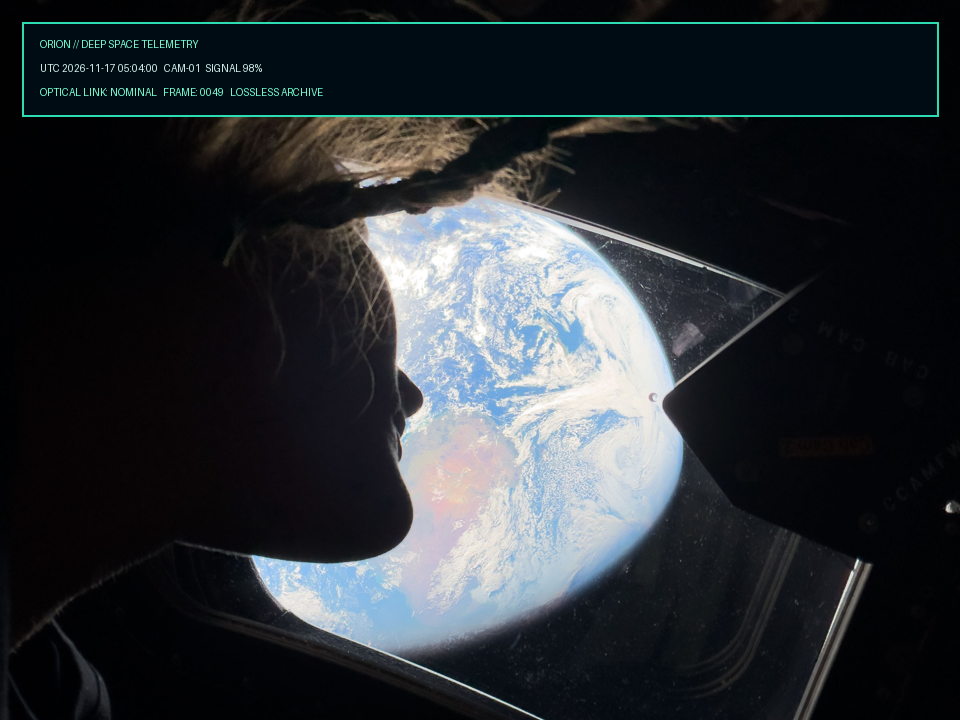 ORION // DEEP SPACE TELEMETRY
UTC 2026-11-17 05:04:00 CAM-01 SIGNAL 98%
OPTICAL LINK: NOMINAL FRAME: 0049 LOSSLESS ARCHIVE